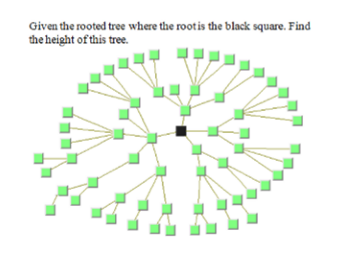 Given the rooted tree where the root is the black square. Find
the height of this tree.